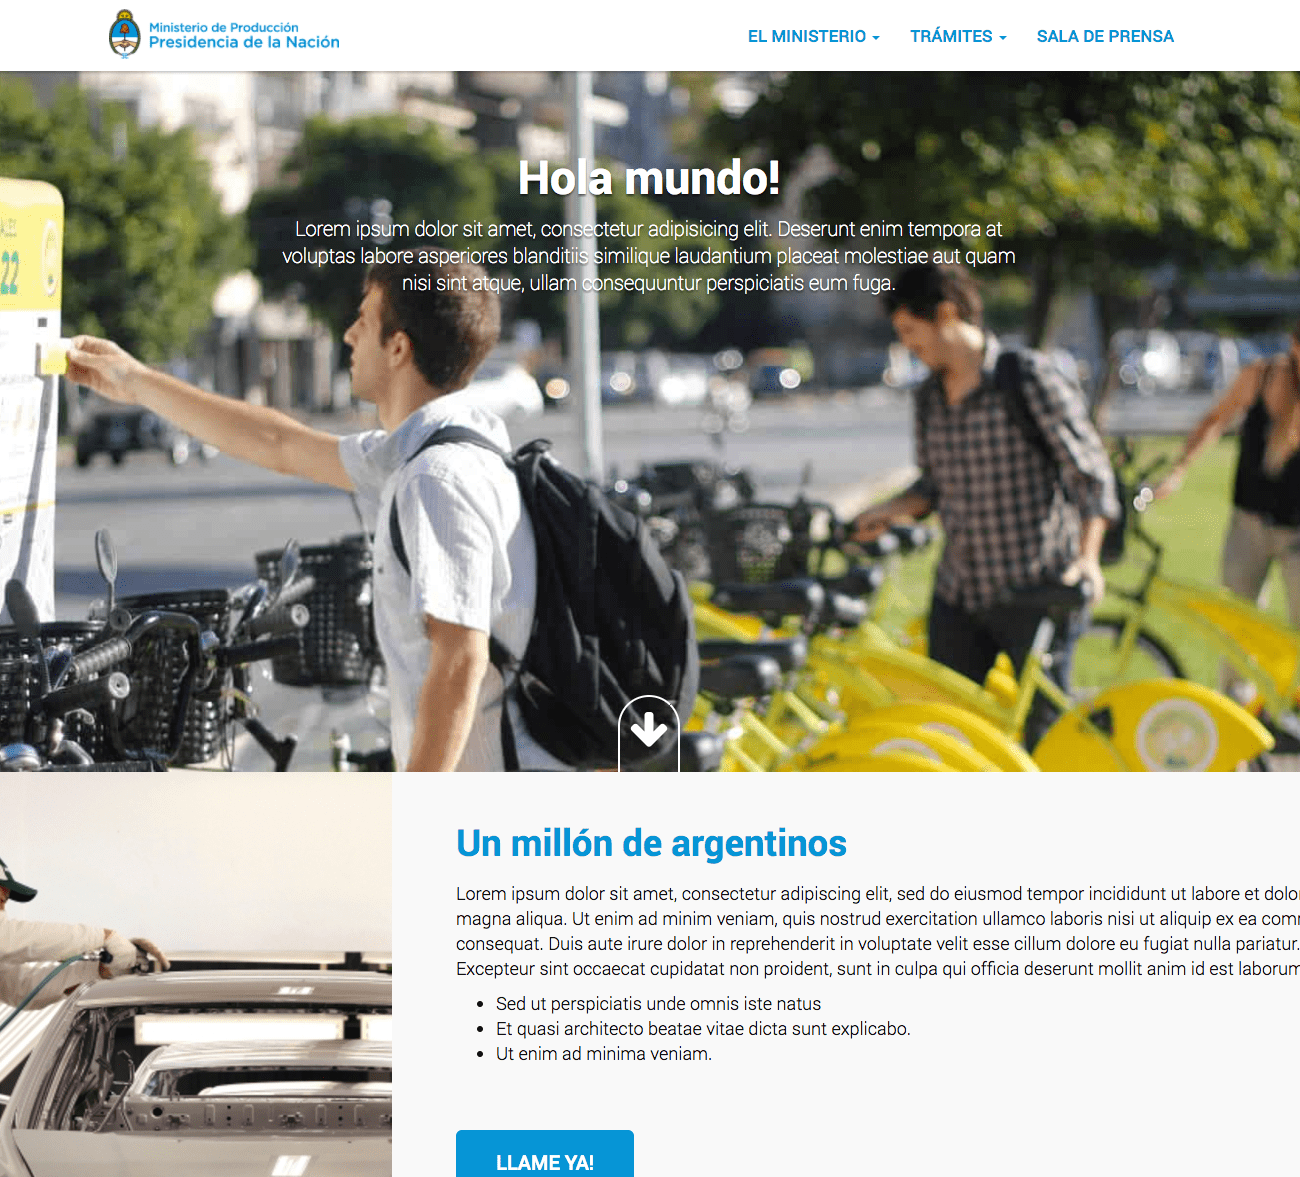 Ministerio de Producción
Presidencia de la Nación
EL MINISTERIO
TRÁMITES
SALA DE PRENSA
Hola mundo!
Lorem ipsum dolor sit amet, consectetur adipisicing elit. Deserunt enim tempora at
voluptas labore asperiores blanditiis similique laudantium placeat molestiae aut quam
nisi sint atque, ullam consequuntur perspiciatis eum fuga.
22
Un millón de argentinos
Lorem ipsum dolor sit amet, consectetur adipiscing elit, sed do eiusmod tempor incididunt ut labore et dolor
magna aliqua. Ut enim ad minim veniam, quis nostrud exercitation ullamco laboris nisi ut aliquip ex ea com
consequat. Duis aute irure dolor in reprehenderit in voluptate velit esse cillum dolore eu fugiat nulla pariatur.
Excepteur sint occaecat cupidatat non proident, sunt in culpa qui officia deserunt mollit anim id est laborum
• Sed ut perspiciatis unde omnis iste natus
• Et quasi architecto beatae vitae dicta sunt explicabo.
• Ut enim ad minima veniam.
LLAME YA!